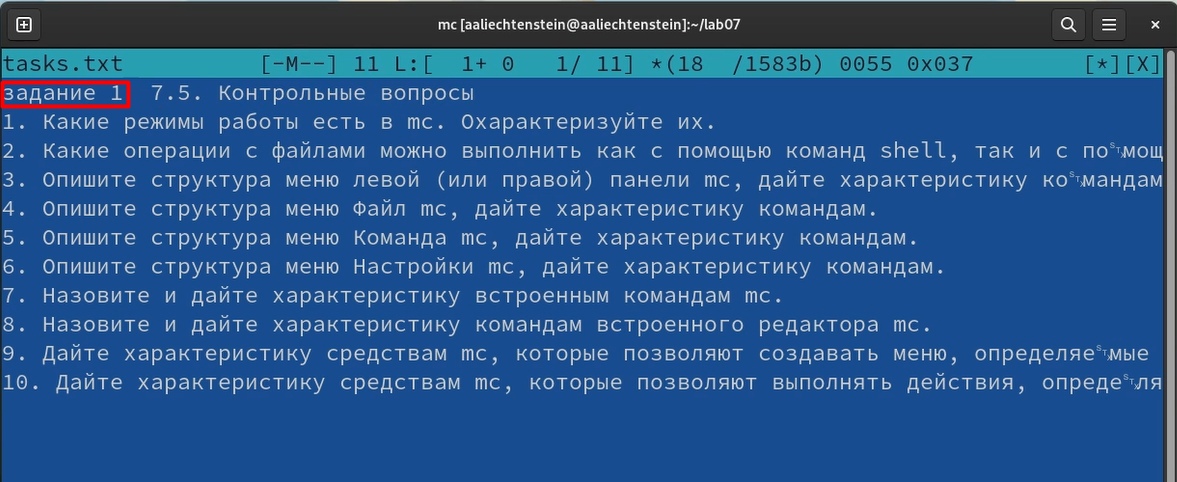 mc [aaliechtenstein@aaliechtenstein]:~/lab07
tasks.txt [-M--] 11 L:[ 1+ 0 1/ 11] *(18 /1583b) 0055 0x037 [*][X]
задание 1 7.5. Контрольные вопросы
1. Какие режимы работы есть в mc. Охарактеризуйте их.
2. Какие операции с файлами можно выполнить как с помощью команд shell, так и с помощ
3. Опишите структура меню левой (или правой) панели mc, дайте характеристику командам
4. Опишите структура меню Файл mc, дайте характеристику командам.
5. Опишите структура меню Команда mc, дайте характеристику командам.
6. Опишите структура меню Настройки mc, дайте характеристику командам.
7. Назовите и дайте характеристику встроенным командам mc.
8. Назовите и дайте характеристику командам встроенного редактора mc.
9. Дайте характеристику средствам mc, которые позволяют создавать меню, определяемые
10. Дайте характеристику средствам mc, которые позволяют выполнять действия, определя